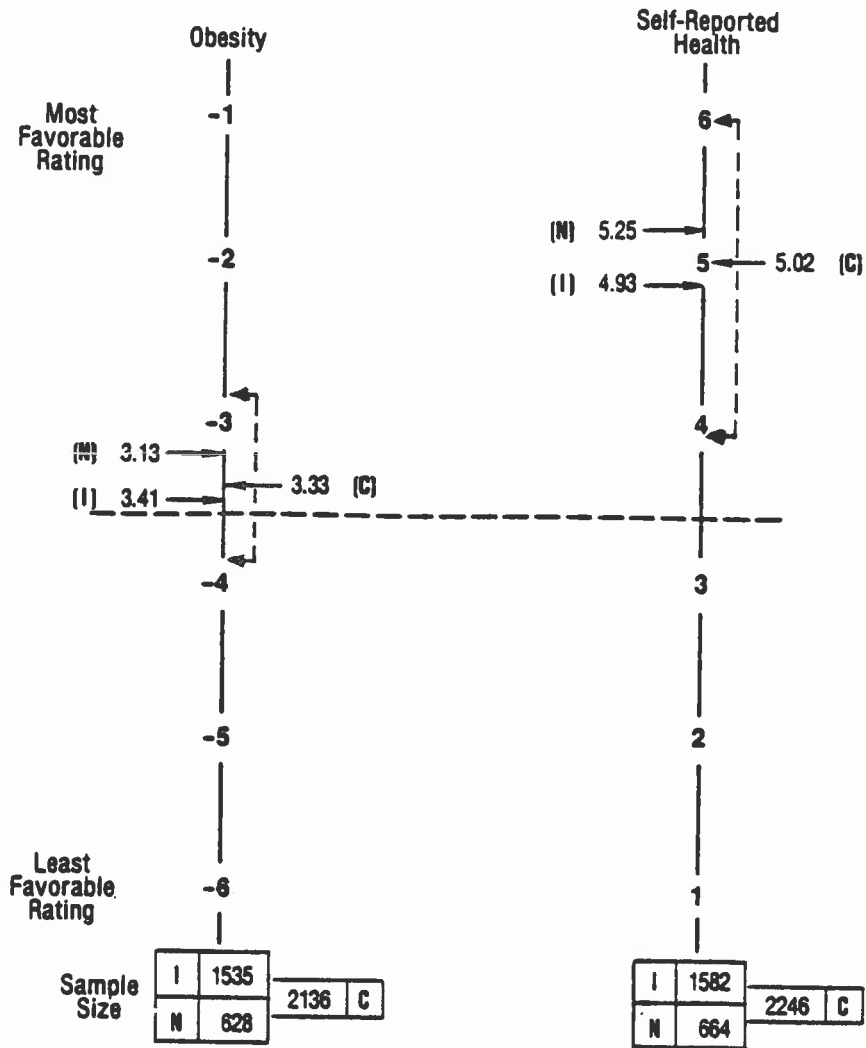 Obesity
Self-Reported
Health
Most
Favorable
Rating
-1
6
(N) 5.25
-2
5
5.02 (C)
(I) 4.93
-3
4
(N) 3.13
3.33 (C)
(I) 3.41
-4
3
-5
2
Least
Favorable
Rating
-6
1
Sample
Size
I 1535
N 628
2136 C
I 1582
N 664
2246 C